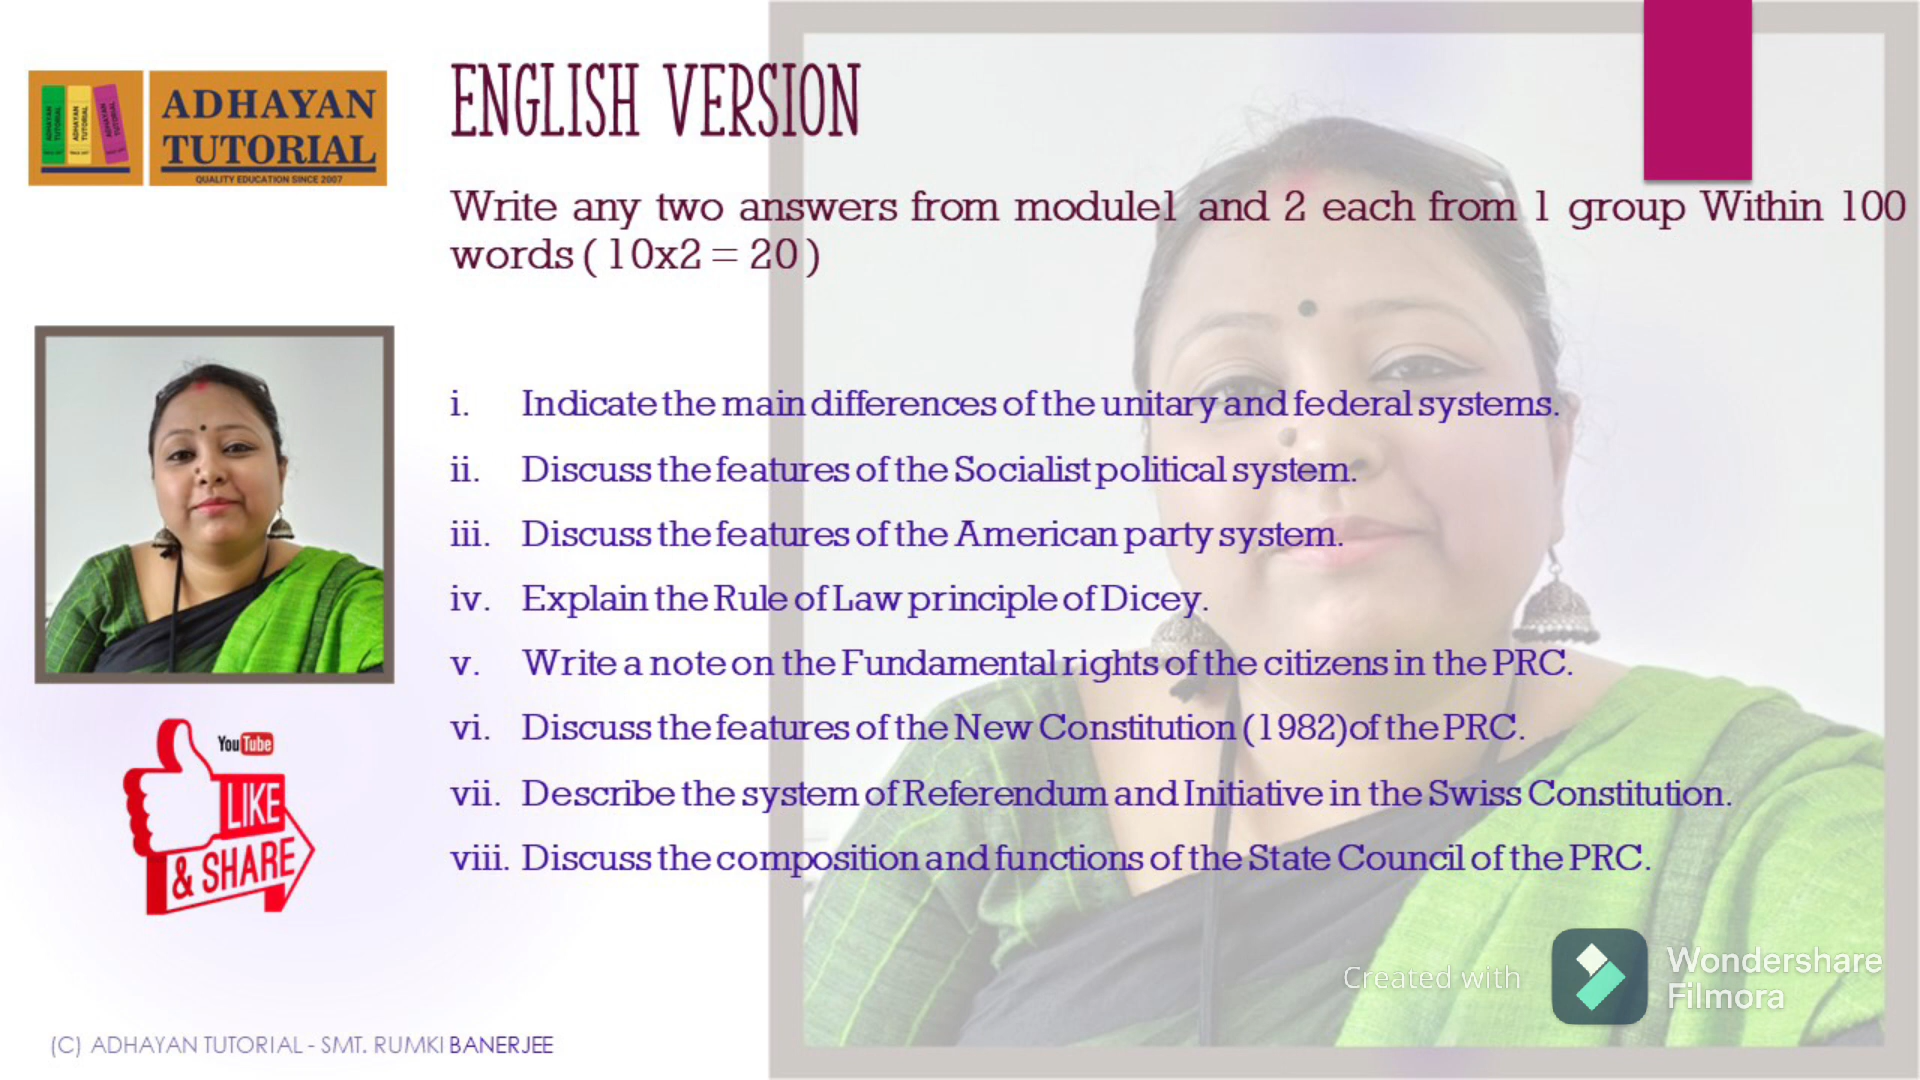 ADHAYAN
TUTORIAL
QUALITY EDUCATION SINCE 2007
ENGLISH VERSION
Write any two answers from module1 and 2 each from 1 group Within 100
words ( 10x2 = 20 )
i. Indicate the main differences of the unitary and federal systems.
ii. Discuss the features of the Socialist political system.
iii. Discuss the features of the American party system.
iv. Explain the Rule of Law principle of Dicey.
v. Write a note on the Fundamental rights of the citizens in the PRC.
vi. Discuss the features of the New Constitution (1982)of the PRC.
vii. Describe the system of Referendum and Initiative in the Swiss Constitution.
viii. Discuss the composition and functions of the State Council of the PRC.
YouTube
LIKE
& SHARE
Created with
Wondershare
Filmora
(C) ADHAYAN TUTORIAL - SMT. RUMKI BANERJEE